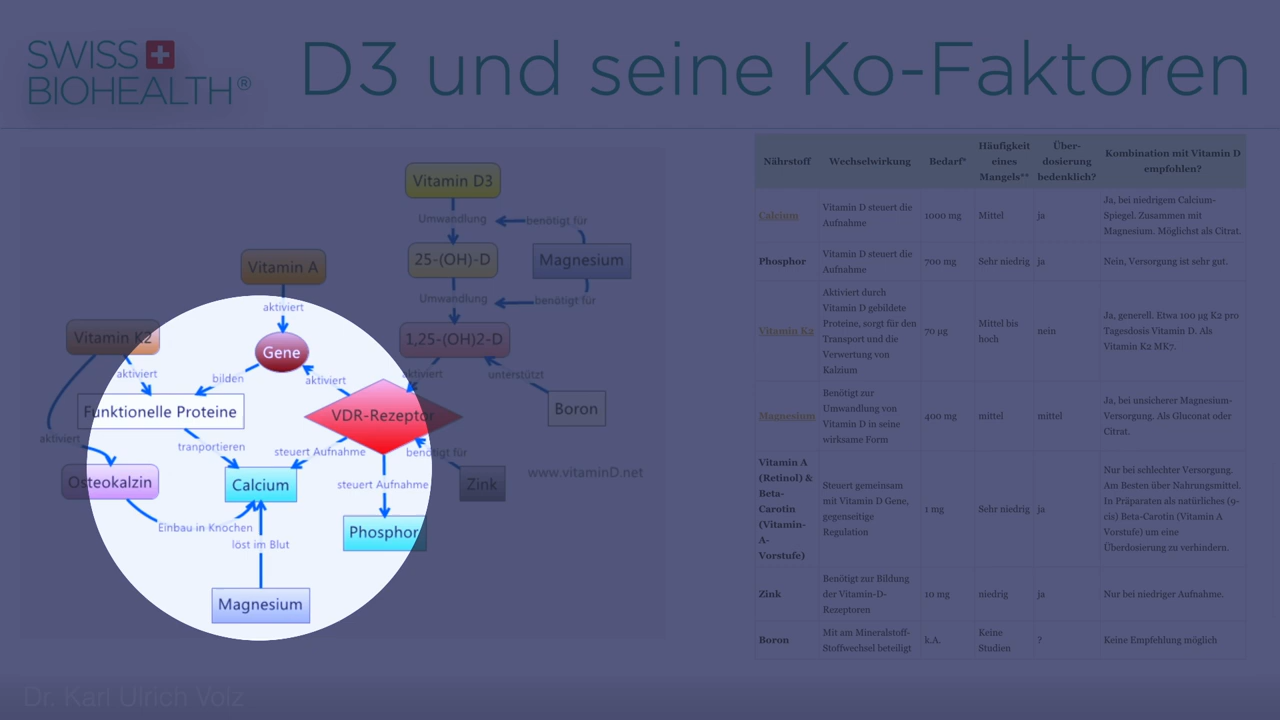 SWISS
BIOHEALTH®
D3 und seine Ko-Faktoren
Vitamin D3
Umwandlung
benötigt für
25-(OH)-D
Magnesium
Vitamin A
Umwandlung
benötigt für
aktiviert
Vitamin K2
1,25-(OH)2-D
Gene
aktiviert
bilden
aktiviert
aktiviert
unterstützt
Funktionelle Proteine
VDR-Rezeptor
Boron
aktiviert
tranportieren
steuert Aufnahme
benötigt für
www.vitaminD.net
Osteokalzin
Calcium
steuert Aufnahme
Zink
Einbau in Knochen
löst im Blut
Phosphor
Magnesium
Nährstoff Wechselwirkung Bedarf* Häufigkeit eines Mangels** Über-dosierung bedenklich? Kombination mit Vitamin D empfohlen?
Calcium Vitamin D steuert die Aufnahme 1000 mg Mittel ja Ja, bei niedrigem Calcium-Spiegel. Zusammen mit Magnesium. Möglichst als Citrat.
Phosphor Vitamin D steuert die Aufnahme 700 mg Sehr niedrig ja Nein, Versorgung ist sehr gut.
Vitamin K2 Aktiviert durch Vitamin D gebildete Proteine, sorgt für den Transport und die Verwertung von Kalzium 70 µg Mittel bis hoch nein Ja, generell. Etwa 100 µg K2 pro Tagesdosis Vitamin D. Als Vitamin K2 MK7.
Magnesium Benötigt zur Umwandlung von Vitamin D in seine wirksame Form 400 mg mittel mittel Ja, bei unsicherer Magnesium-Versorgung. Als Gluconat oder Citrat.
Vitamin A (Retinol) & Beta-Carotin (Vitamin-A-Vorstufe) Steuert gemeinsam mit Vitamin D Gene, gegenseitige Regulation 1 mg Sehr niedrig ja Nur bei schlechter Versorgung. Am Besten über Nahrungsmittel. In Präparaten als natürliches (9-cis) Beta-Carotin (Vitamin A Vorstufe) um eine Überdosierung zu verhindern.
Zink Benötigt zur Bildung der Vitamin-D-Rezeptoren 10 mg niedrig ja Nur bei niedriger Aufnahme.
Boron Mit am Mineralstoff-Stoffwechsel beteiligt k.A. Keine Studien ? Keine Empfehlung möglich
Dr. Karl Ulrich Volz